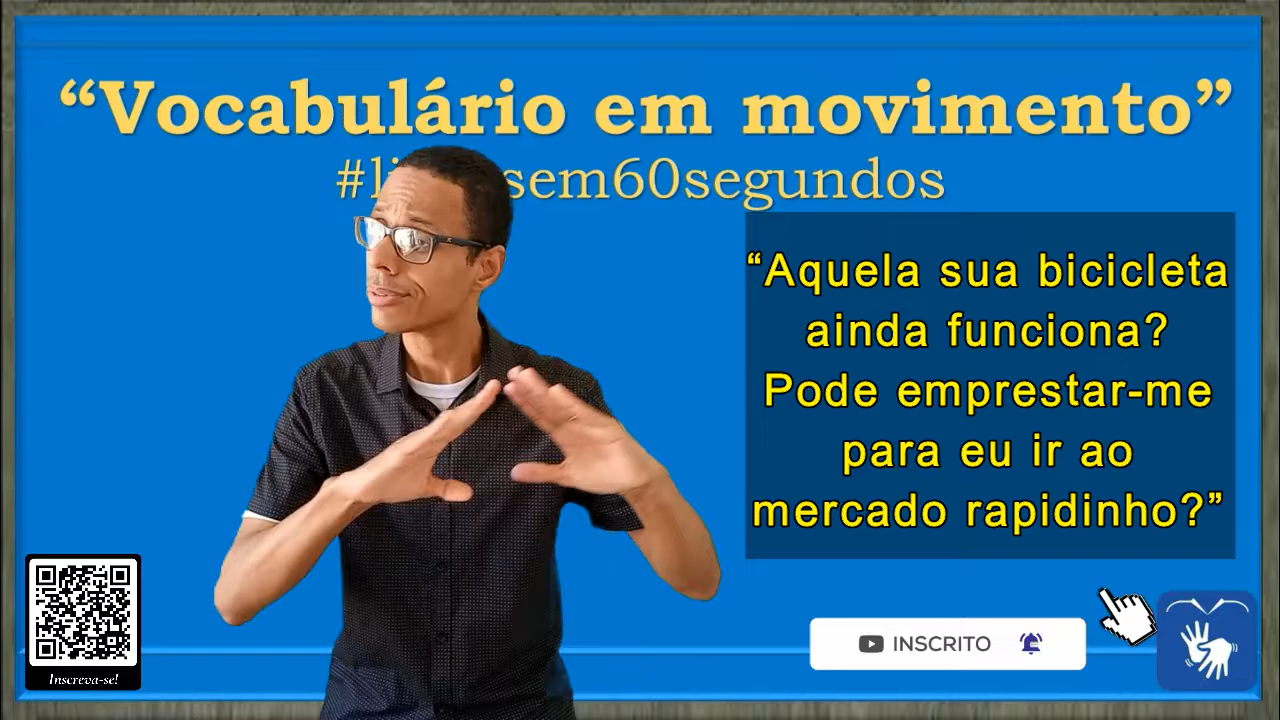 “Vocabulário em movimento”
sem60segundos
“Aquela sua bicicleta
ainda funciona?
Pode emprestar-me
para eu ir ao
mercado rapidinho?”
INSCRITO
Inscreva-se!